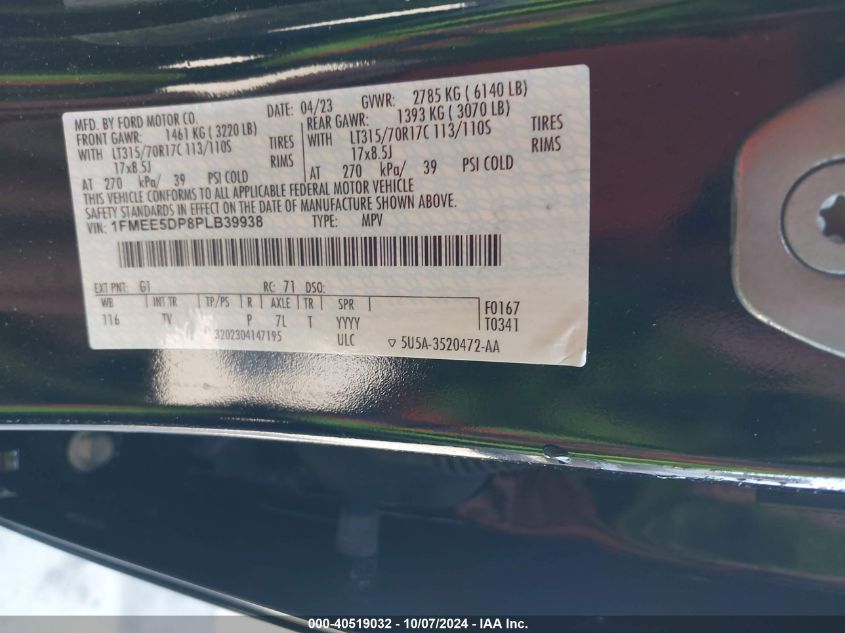 MFD. BY FORD MOTOR CO. DATE: 04/23 GVWR: 2785 KG ( 6140 LB)
FRONT GAWR: 1461 KG ( 3220 LB) REAR GAWR: 1393 KG ( 3070 LB)
WITH LT315/70R17C 113/110S TIRES WITH LT315/70R17C 113/110S TIRES
17x8.5J RIMS 17x8.5J RIMS
AT 270 kPa/ 39 PSI COLD AT 270 kPa/ 39 PSI COLD
THIS VEHICLE CONFORMS TO ALL APPLICABLE FEDERAL MOTOR VEHICLE
SAFETY STANDARDS IN EFFECT ON THE DATE OF MANUFACTURE SHOWN ABOVE.
VIN: 1FMEE5DP8PLB39938 TYPE: MPV
EXT PNT: G1 RC: 71 DSO:
WB INT TR TP/PS R AXLE TR SPR F0167
116 TV P 7L T YYYY T0341
3202304147195 ULC ▽ 5U5A-3520472-AA
000-40519032 - 10/07/2024 - IAA Inc.